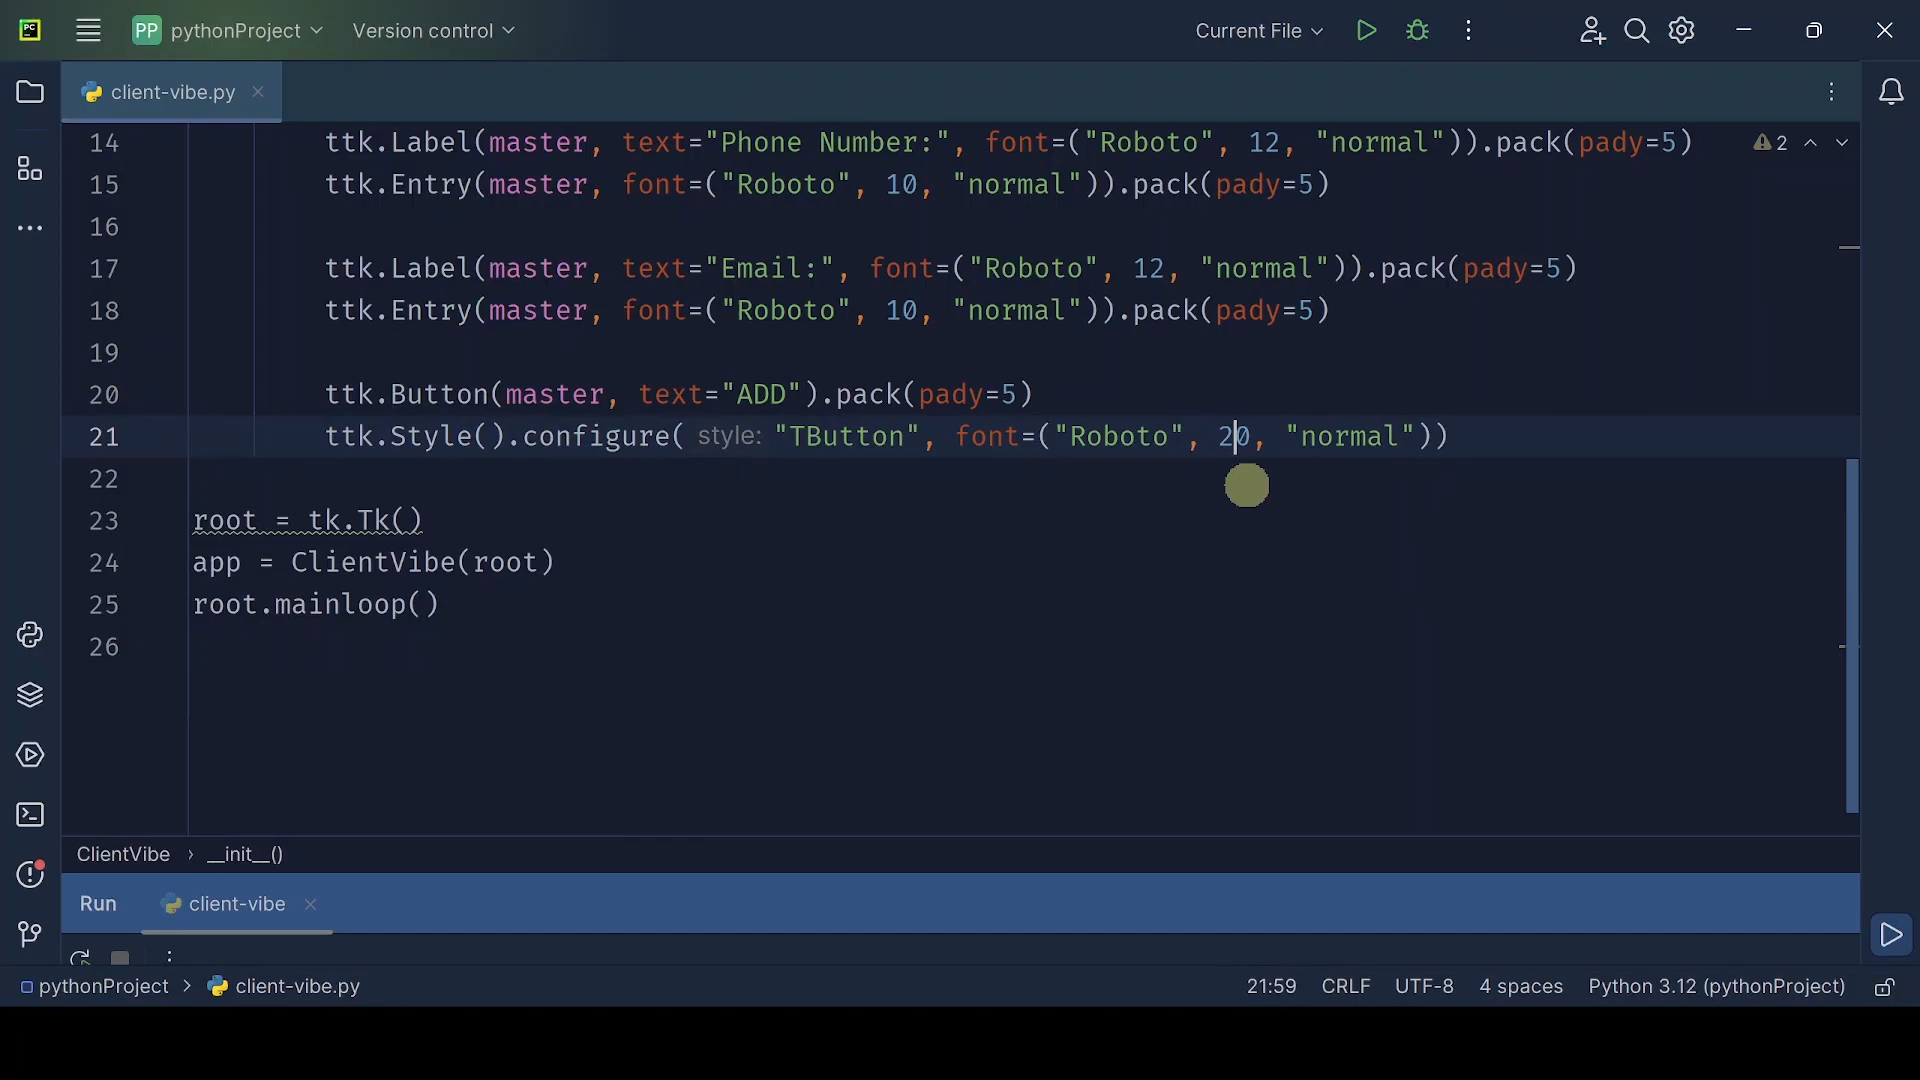 PC PP pythonProject Version control Current File
client-vibe.py
14 ttk.Label(master, text="Phone Number:", font=("Roboto", 12, "normal")).pack(pady=5) 2
15 ttk.Entry(master, font=("Roboto", 10, "normal")).pack(pady=5)
16
17 ttk.Label(master, text="Email:", font=("Roboto", 12, "normal")).pack(pady=5)
18 ttk.Entry(master, font=("Roboto", 10, "normal")).pack(pady=5)
19
20 ttk.Button(master, text="ADD").pack(pady=5)
21 ttk.Style().configure( style: "TButton", font=("Roboto", 20, "normal"))
22
23 root = tk.Tk()
24 app = ClientVibe(root)
25 root.mainloop()
26
ClientVibe › __init__()
Run client-vibe
pythonProject > client-vibe.py 21:59 CRLF UTF-8 4 spaces Python 3.12 (pythonProject)